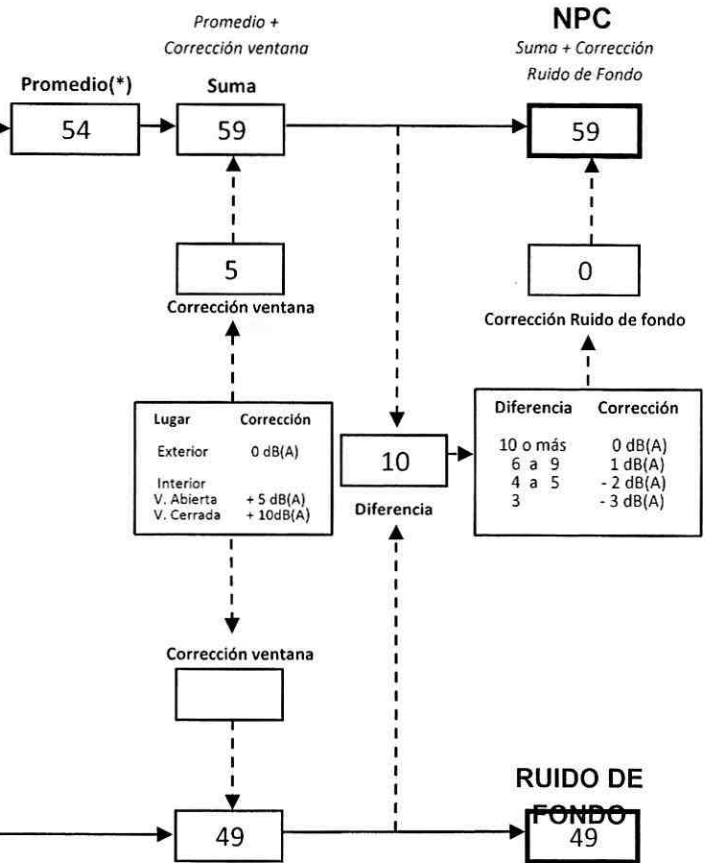 Promedio +
Corrección ventana
NPC
Suma + Corrección
Ruido de Fondo
Promedio(*)
Suma
54
59
59
5
Corrección ventana
0
Corrección Ruido de fondo
Lugar Corrección
Exterior 0 dB(A)
Interior
V. Abierta + 5 dB(A)
V. Cerrada + 10dB(A)
10
Diferencia
Diferencia Corrección
10 o más 0 dB(A)
6 a 9 1 dB(A)
4 a 5 - 2 dB(A)
3 - 3 dB(A)
Corrección ventana
49
RUIDO DE
FONDO
49